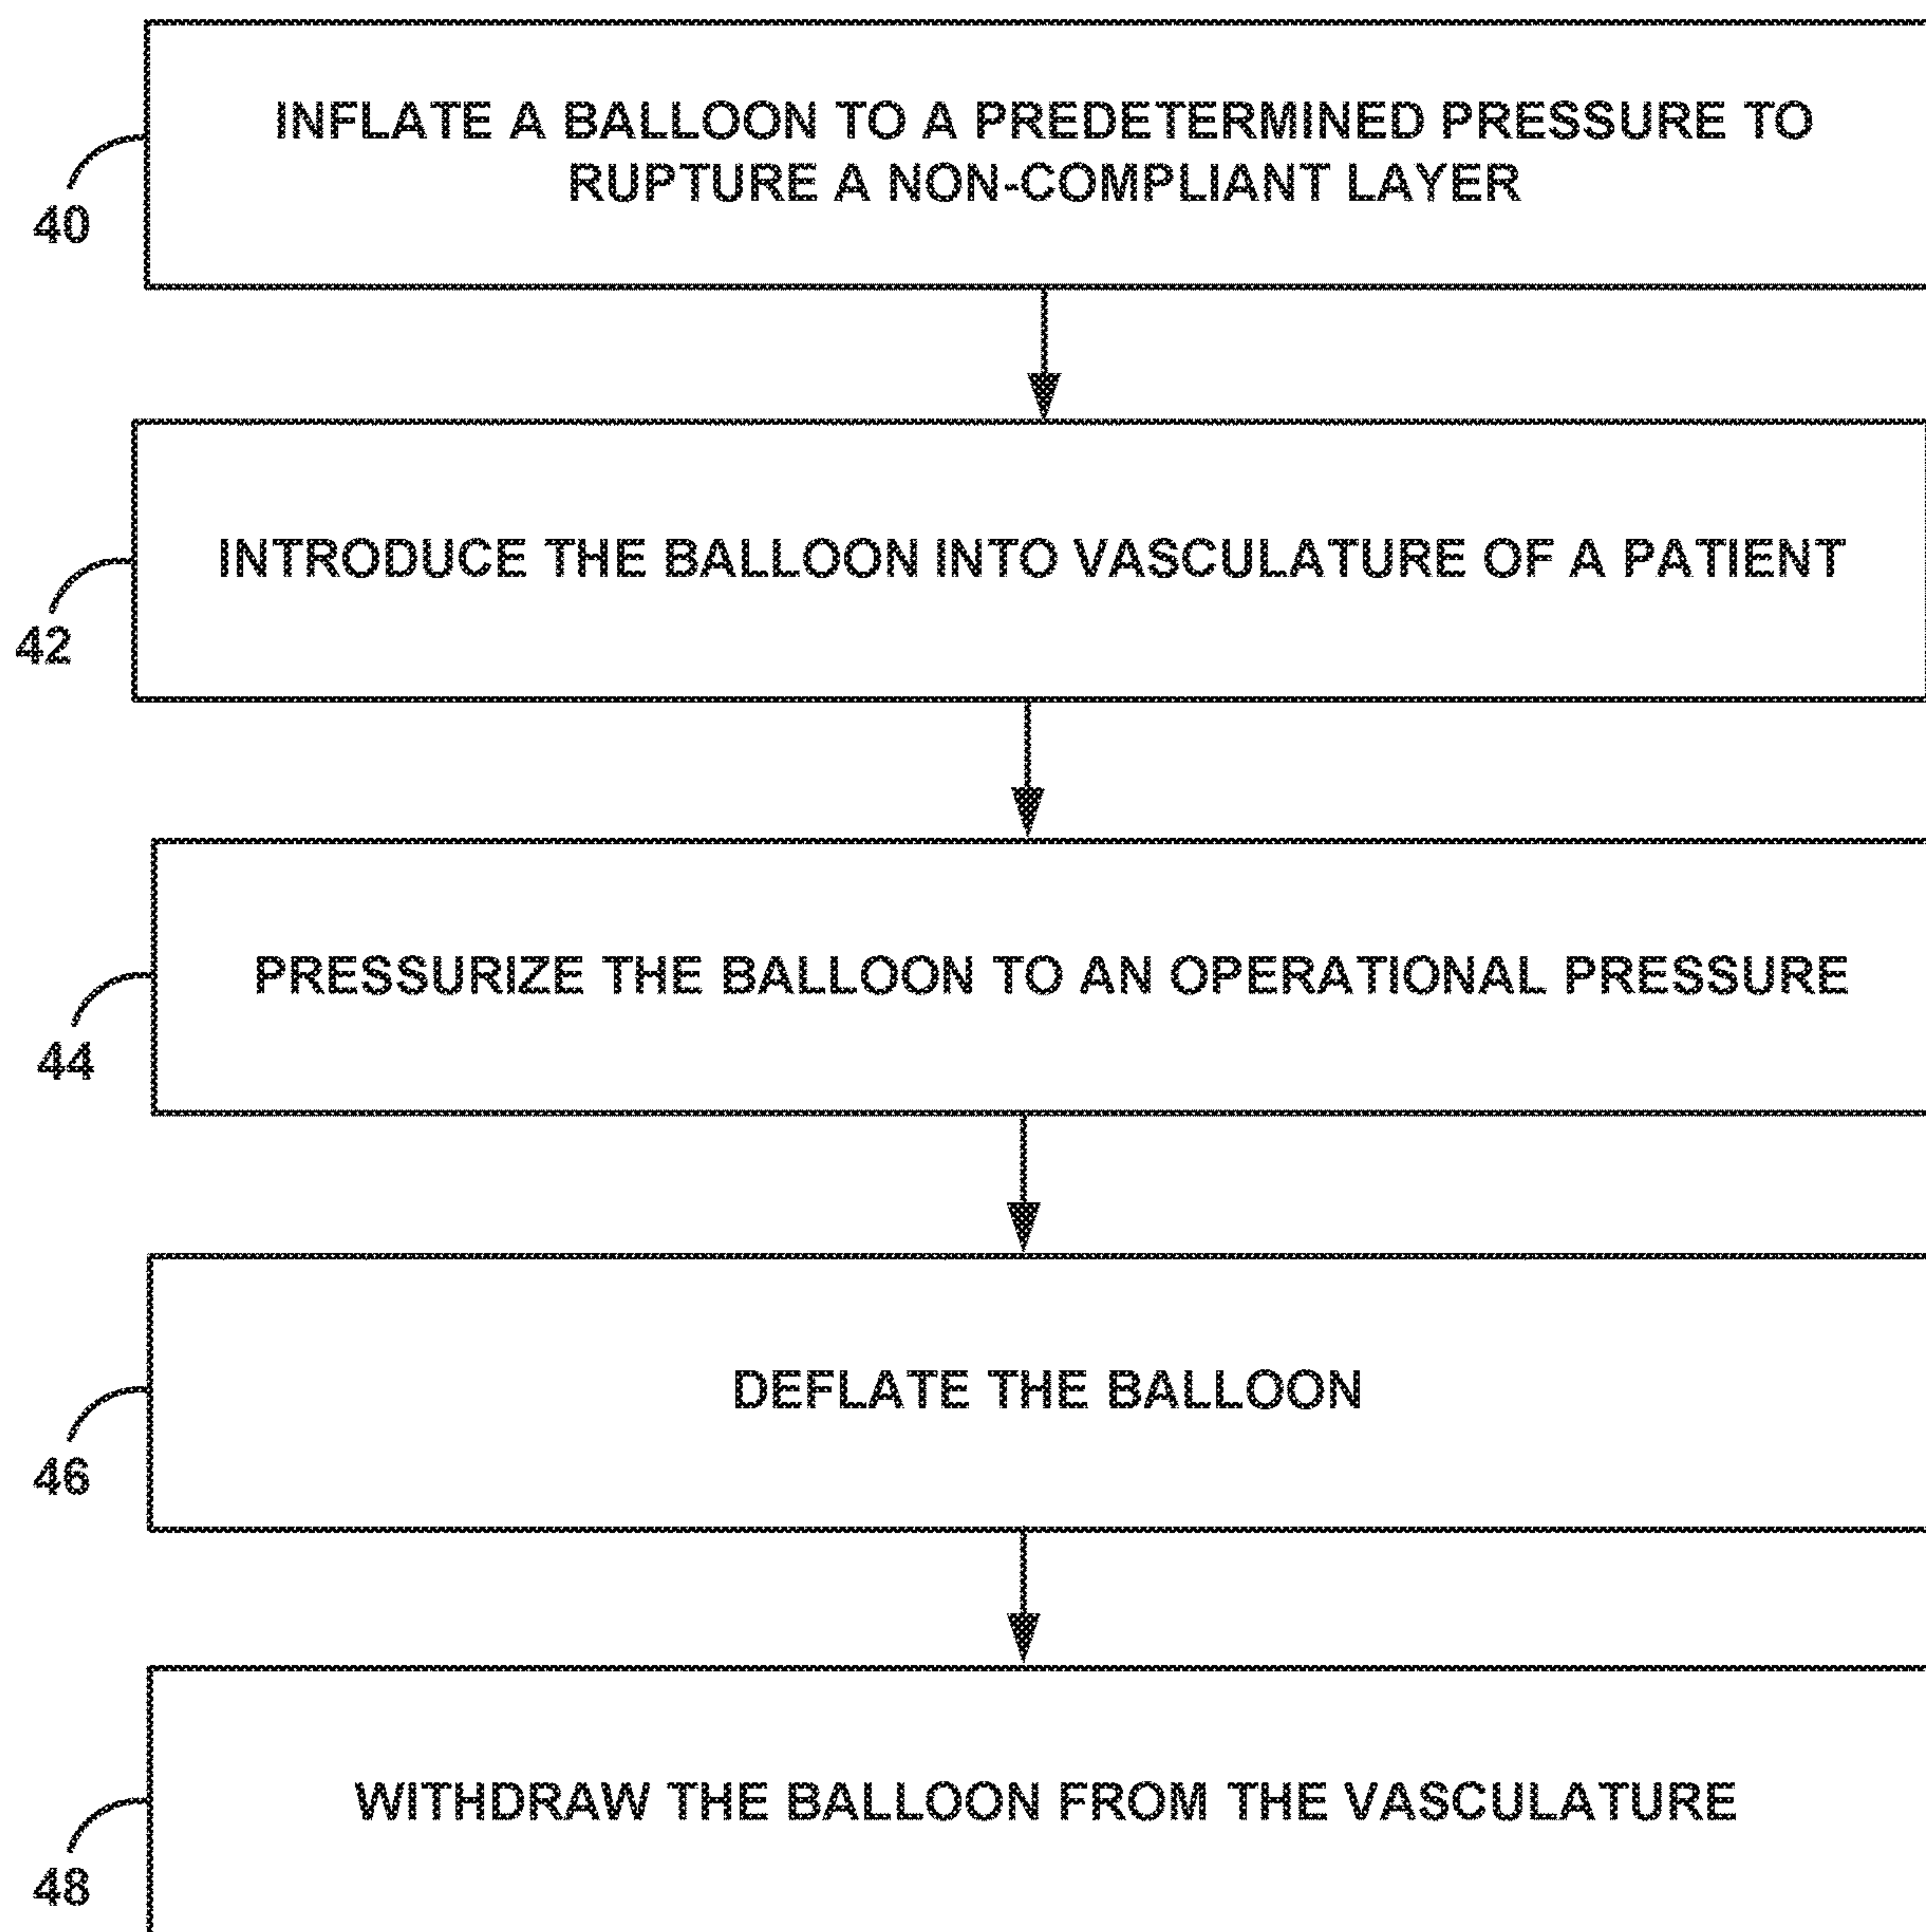 INFLATE A BALLOON TO A PREDETERMINED PRESSURE TO
RUPTURE A NON-COMPLIANT LAYER
40
INTRODUCE THE BALLOON INTO VASCULATURE OF A PATIENT
42
PRESSURIZE THE BALLOON TO AN OPERATIONAL PRESSURE
44
DEFLATE THE BALLOON
46
WITHDRAW THE BALLOON FROM THE VASCULATURE
48